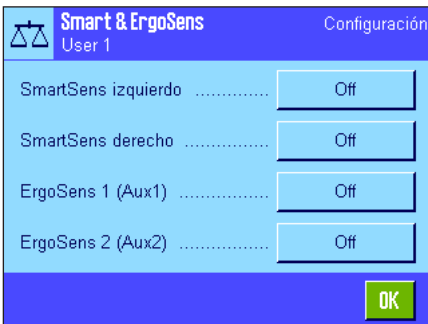 Smart & ErgoSens Configuración
User 1
SmartSens izquierdo ............. Off
SmartSens derecho ................ Off
ErgoSens 1 (Aux1) ................. Off
ErgoSens 2 (Aux2) ................. Off
OK